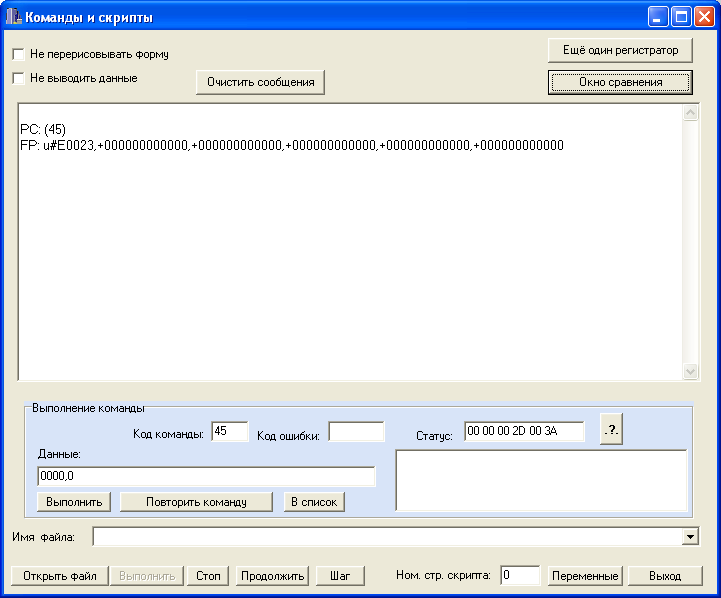 Команды и скрипты
Не перерисовывать форму
Ещё один регистратор
Не выводить данные
Очистить сообщения
Окно сравнения
PC: (45)
FP: u#E0023,+000000000000,+000000000000,+000000000000,+000000000000,+000000000000
Выполнение команды
Код команды: 45 Код ошибки: Статус: 00 00 00 2D 00 3A .?.
Данные:
0000,0
Выполнить Повторить команду В список
Имя файла:
Открыть файл Выполнить Стоп Продолжить Шаг Ном. стр. скрипта: 0 Переменные Выход